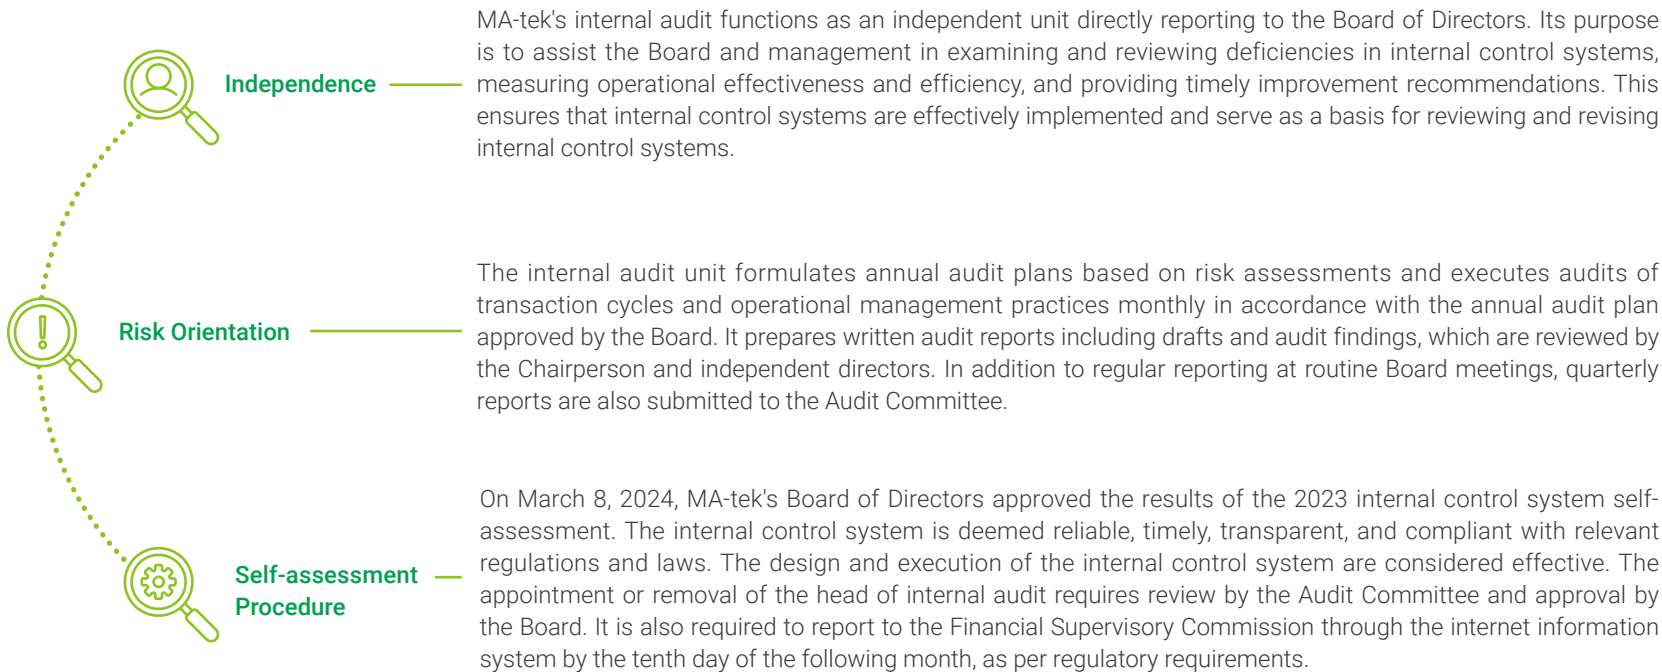 Independence
MA-tek's internal audit functions as an independent unit directly reporting to the Board of Directors. Its purpose
is to assist the Board and management in examining and reviewing deficiencies in internal control systems,
measuring operational effectiveness and efficiency, and providing timely improvement recommendations. This
ensures that internal control systems are effectively implemented and serve as a basis for reviewing and revising
internal control systems.
Risk Orientation
The internal audit unit formulates annual audit plans based on risk assessments and executes audits of
transaction cycles and operational management practices monthly in accordance with the annual audit plan
approved by the Board. It prepares written audit reports including drafts and audit findings, which are reviewed by
the Chairperson and independent directors. In addition to regular reporting at routine Board meetings, quarterly
reports are also submitted to the Audit Committee.
Self-assessment
Procedure
On March 8, 2024, MA-tek's Board of Directors approved the results of the 2023 internal control system self-
assessment. The internal control system is deemed reliable, timely, transparent, and compliant with relevant
regulations and laws. The design and execution of the internal control system are considered effective. The
appointment or removal of the head of internal audit requires review by the Audit Committee and approval by
the Board. It is also required to report to the Financial Supervisory Commission through the internet information
system by the tenth day of the following month, as per regulatory requirements.